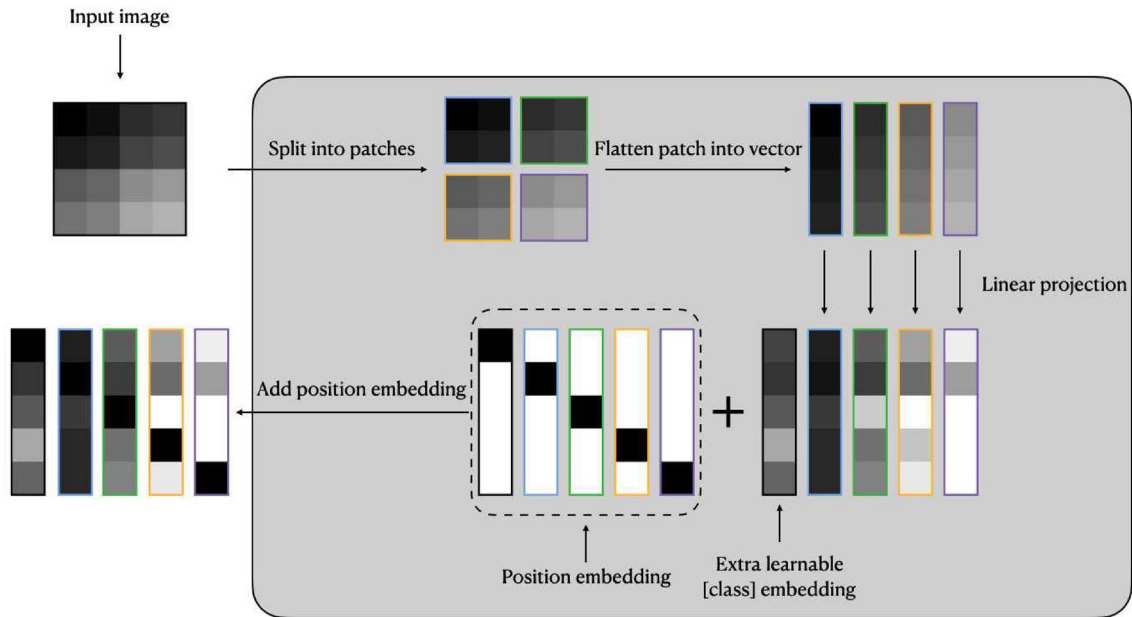 Input image
Split into patches
Flatten patch into vector
Linear projection
Add position embedding
+
Position embedding
Extra learnable
[class] embedding